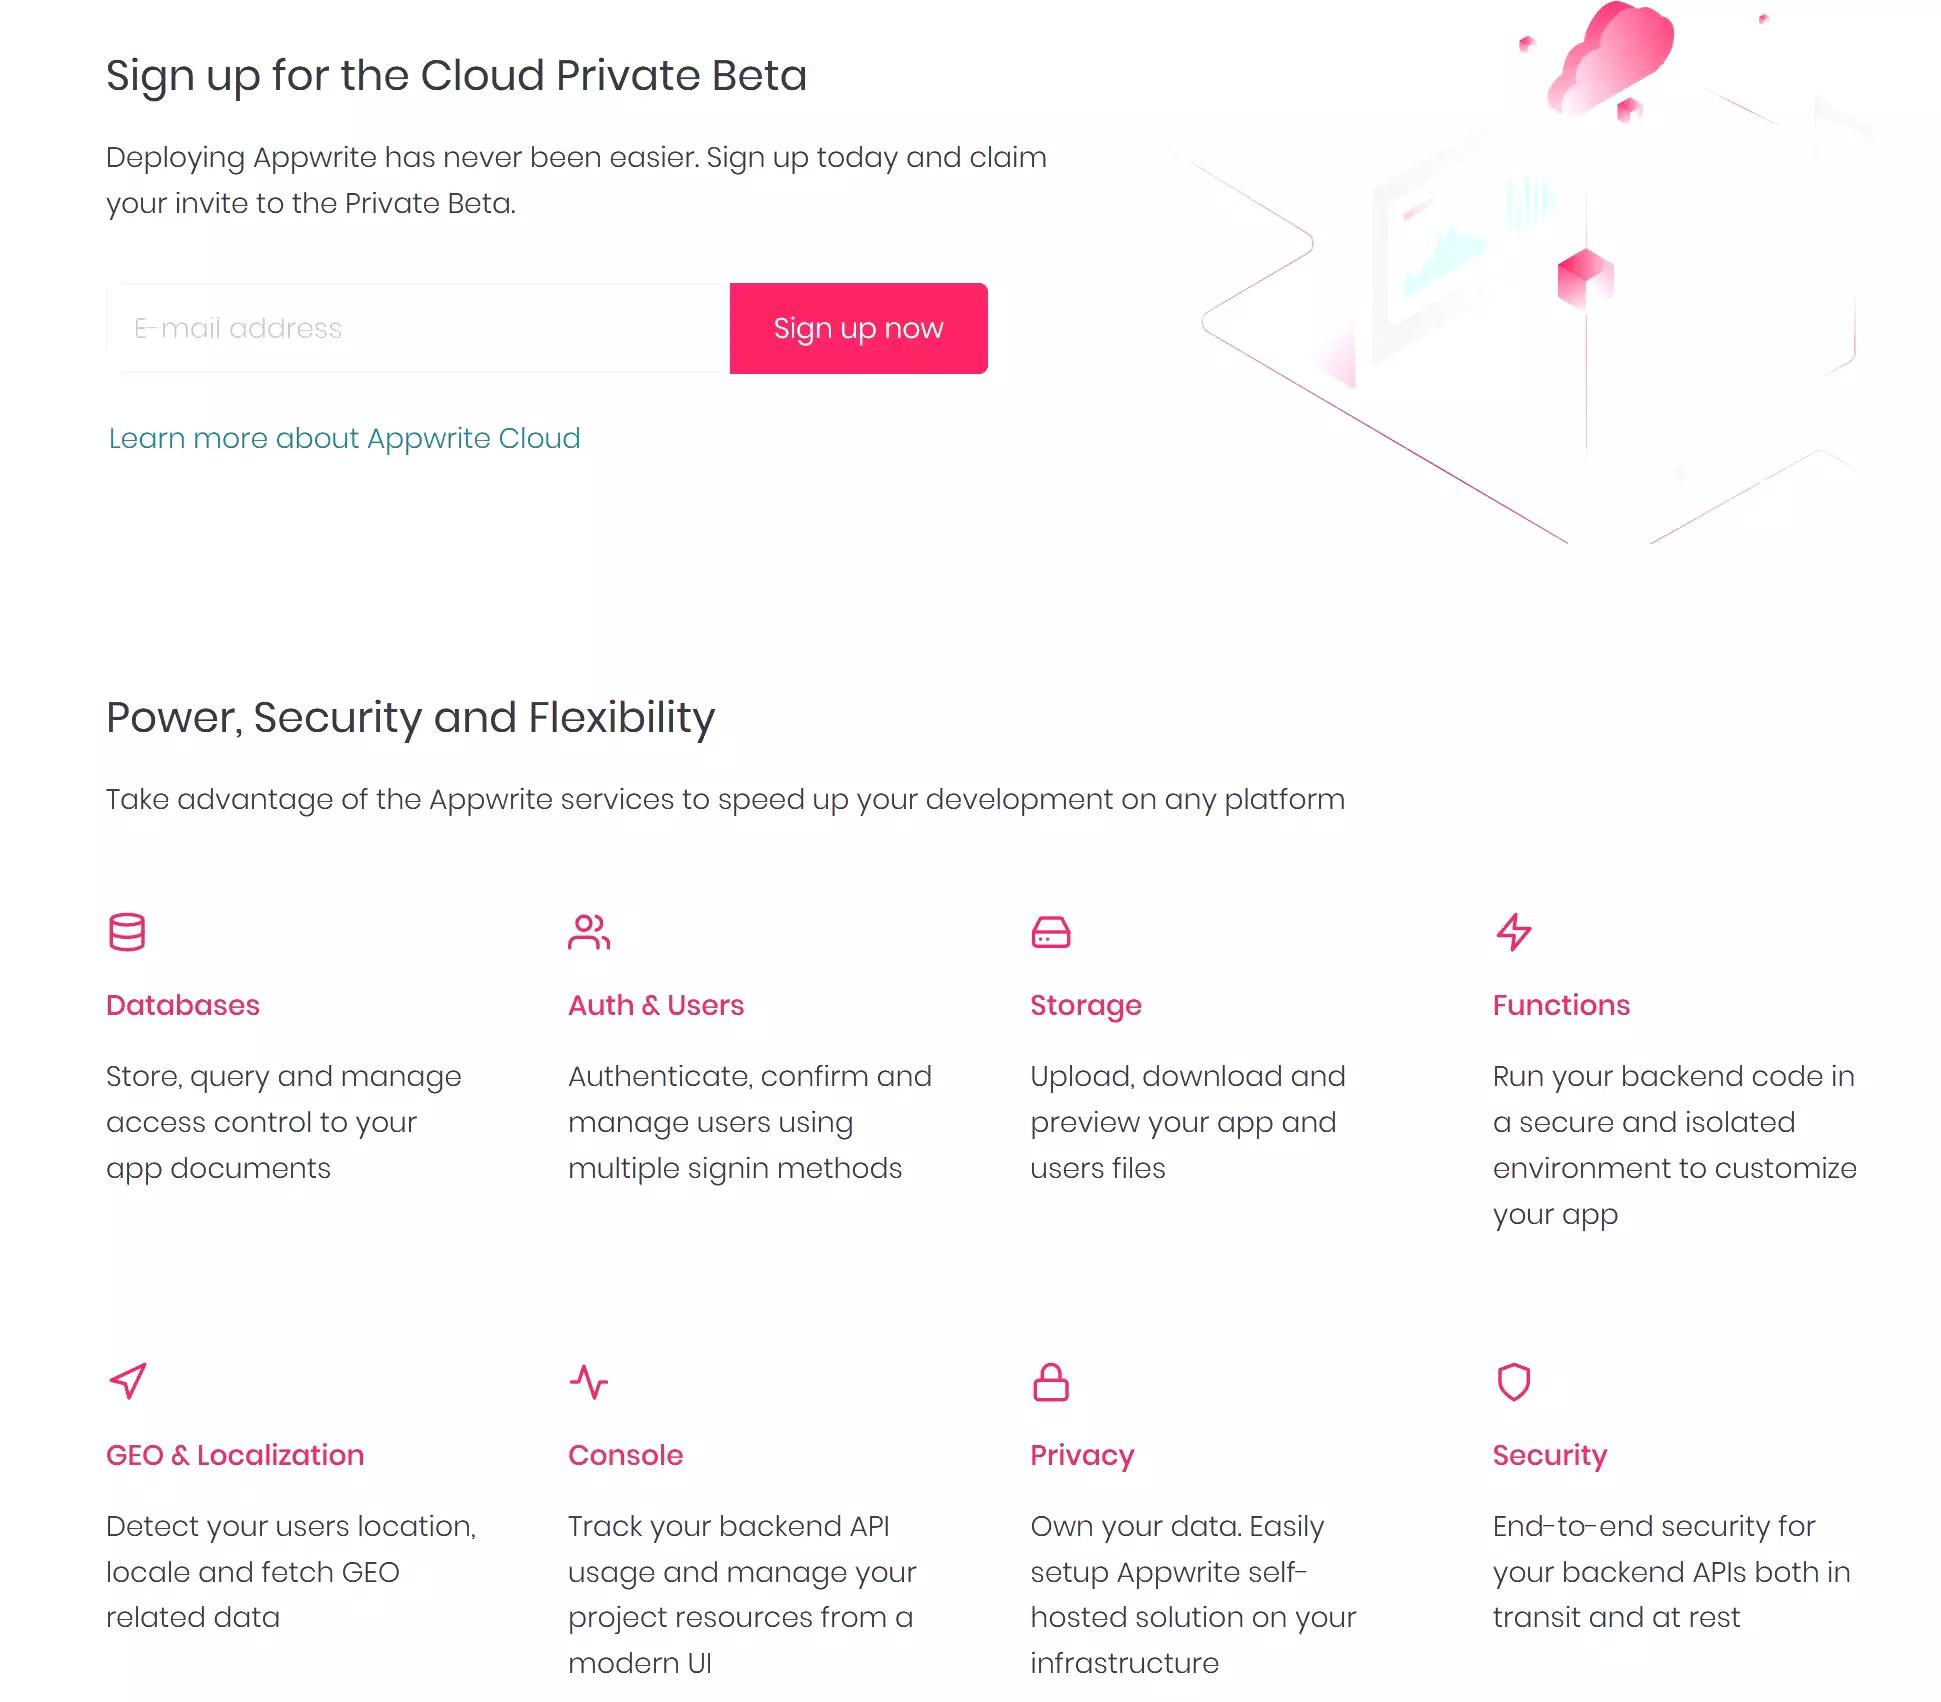 Sign up for the Cloud Private Beta
Deploying Appwrite has never been easier. Sign up today and claim
your invite to the Private Beta.
E-mail address
Sign up now
Learn more about Appwrite Cloud
Power, Security and Flexibility
Take advantage of the Appwrite services to speed up your development on any platform
Databases
Store, query and manage
access control to your
app documents
Auth & Users
Authenticate, confirm and
manage users using
multiple signin methods
Storage
Upload, download and
preview your app and
users files
Functions
Run your backend code in
a secure and isolated
environment to customize
your app
GEO & Localization
Detect your users location,
locale and fetch GEO
related data
Console
Track your backend API
usage and manage your
project resources from a
modern UI
Privacy
Own your data. Easily
setup Appwrite self-
hosted solution on your
infrastructure
Security
End-to-end security for
your backend APIs both in
transit and at rest